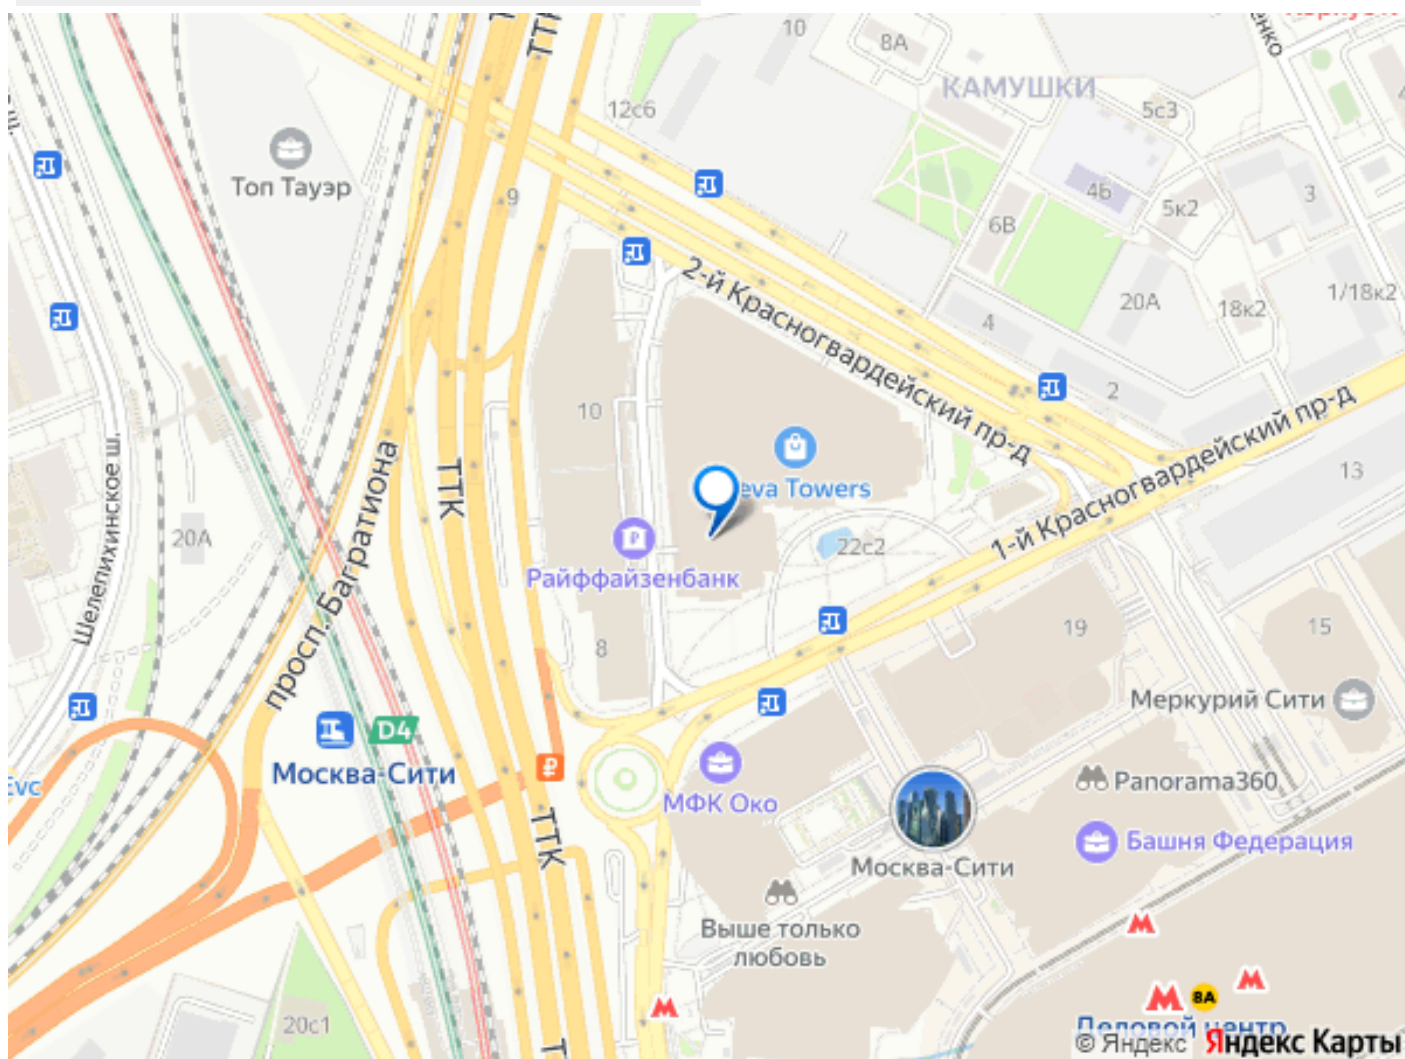 10
8А
КАМУШКИ
12с6
5с3
Топ Тауэр
ТТК
9
4Б
5к2
3
6В
2-й Красногвардейский пр-д
20А
18к2
1/18к2
4
2
10
ТТК
просп. Багратиона
Шелепихинское ш.
20А
eva Towers
1-й Красногвардейский пр-д
13
22с2
Райффайзенбанк
8
19
15
Меркурий Сити
D4
Москва-Сити
МФК Око
Panorama360
Башня Федерация
Москва-Сити
ТТК
Выше только
любовь
20с1
8А
Деловой центр
© Яндекс Яндекс Карты